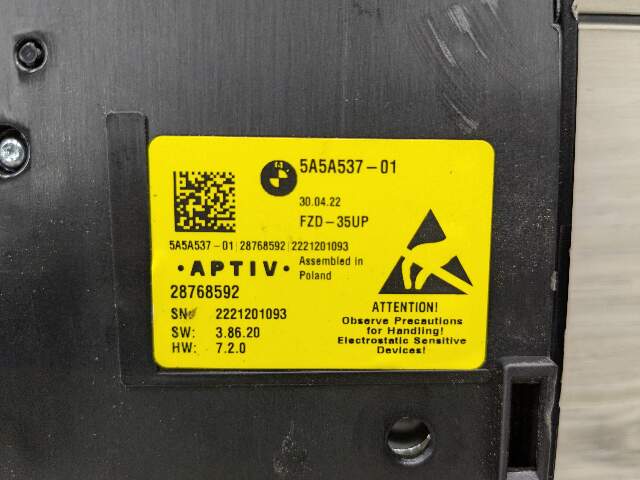 5A5A537-01
30.04.22
FZD-35UP
5A5A537-01|28768592|2221201093
• APTIV •
Assembled in
Poland
28768592
SN: 2221201093
SW: 3.86.20
HW: 7.2.0
ATTENTION!
Observe Precautions
for Handling!
Electrostatic Sensitive
Devices!